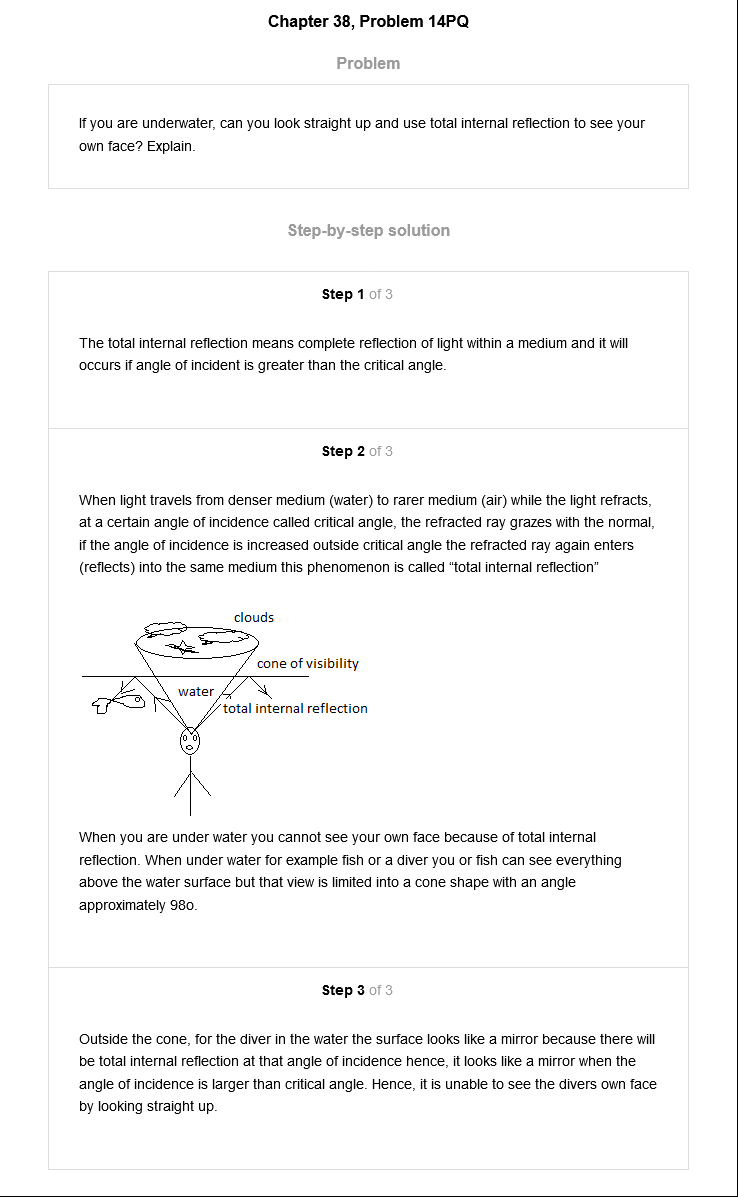 Chapter 38, Problem 14PQ
Problem
If you are underwater, can you look straight up and use total internal reflection to see your
own face? Explain.
Step-by-step solution
Step 1 of 3
The total internal reflection means complete reflection of light within a medium and it will
occurs if angle of incident is greater than the critical angle.
Step 2 of 3
When light travels from denser medium (water) to rarer medium (air) while the light refracts,
at a certain angle of incidence called critical angle, the refracted ray grazes with the normal,
if the angle of incidence is increased outside critical angle the refracted ray again enters
(reflects) into the same medium this phenomenon is called “total internal reflection”
clouds
cone of visibility
water
total internal reflection
When you are under water you cannot see your own face because of total internal
reflection. When under water for example fish or a diver you or fish can see everything
above the water surface but that view is limited into a cone shape with an angle
approximately 98o.
Step 3 of 3
Outside the cone, for the diver in the water the surface looks like a mirror because there will
be total internal reflection at that angle of incidence hence, it looks like a mirror when the
angle of incidence is larger than critical angle. Hence, it is unable to see the divers own face
by looking straight up.